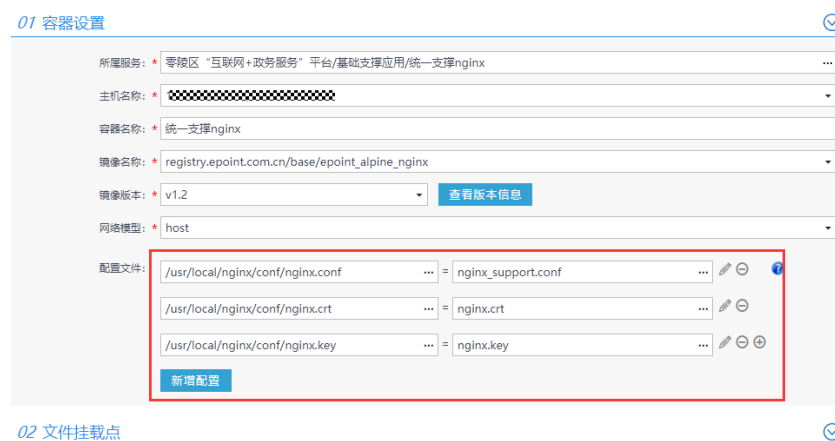 01 容器设置
所属服务: * 零陵区“互联网+政务服务”平台/基础支撑应用/统一支撑nginx ...
主机名称: *
容器名称: * 统一支撑nginx
镜像名称: * registry.epoint.com.cn/base/epoint_alpine_nginx
镜像版本: * v1.2 查看版本信息
网络模型: * host
配置文件: /usr/local/nginx/conf/nginx.conf ... = nginx_support.conf ... ?
/usr/local/nginx/conf/nginx.crt ... = nginx.crt ...
/usr/local/nginx/conf/nginx.key ... = nginx.key ...
新增配置
02 文件挂载点